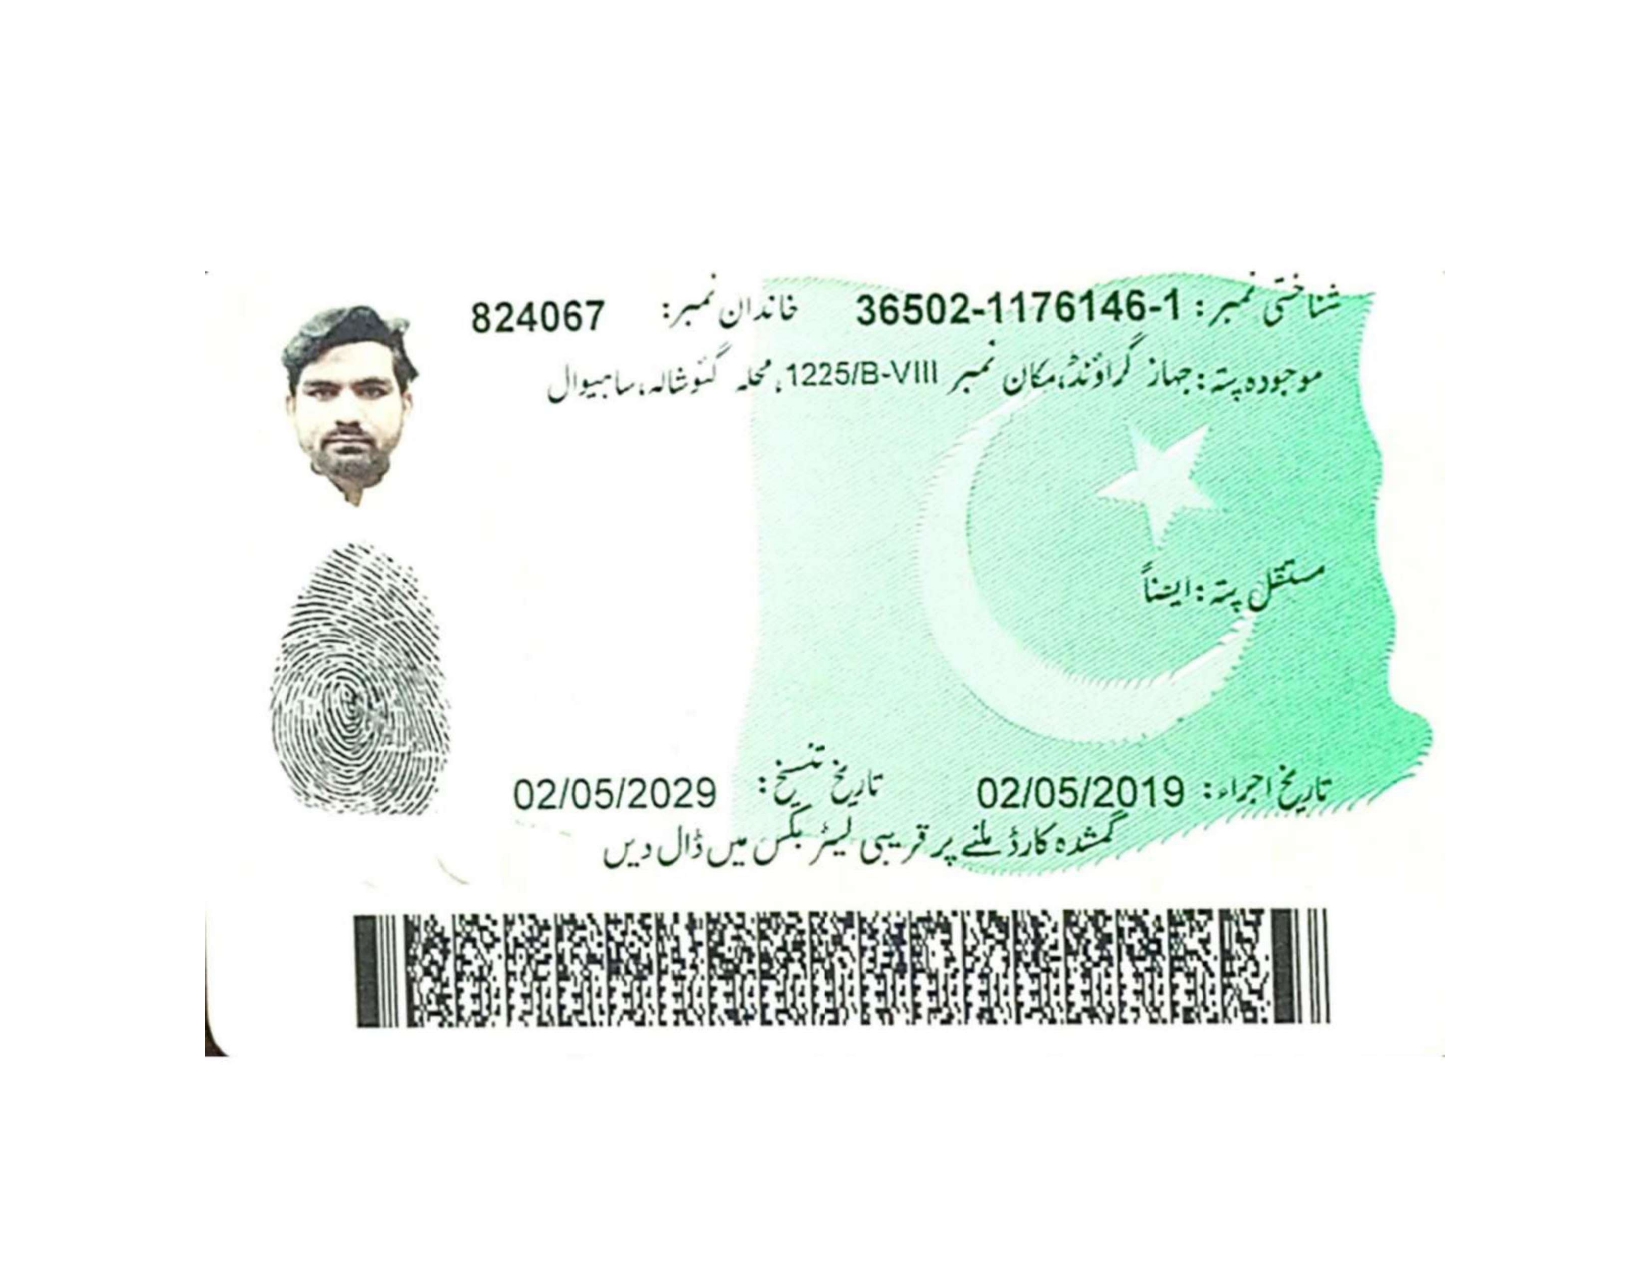 شناختی نمبر: 36502-1176146-1 خاندان نمبر: 824067
موجودہ پتہ: جہاز گراؤنڈ، مکان نمبر 1225/B-VIII، محلہ گئوشالہ، ساہیوال
مستقل پتہ: ایضاً
تاریخ اجراء: 02/05/2019 تاریخ تنسیخ: 02/05/2029
گمشدہ کارڈ ملنے پر قریبی لیٹر بکس میں ڈال دیں